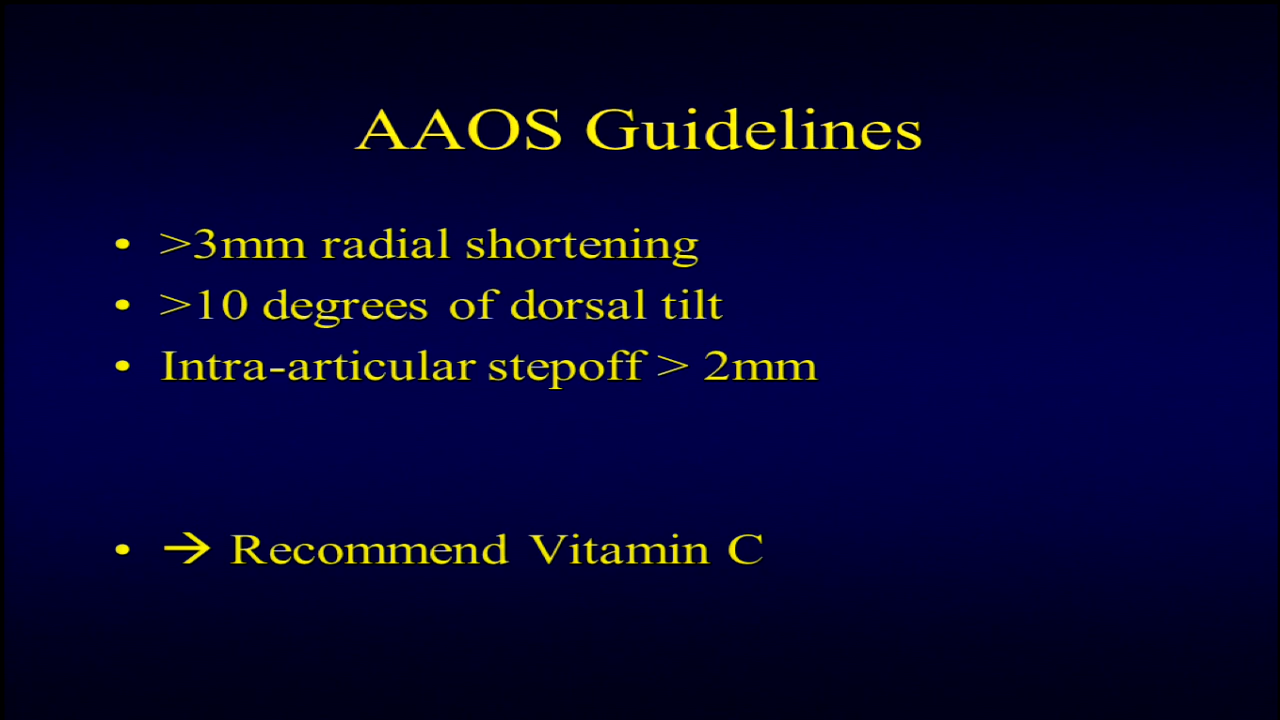 AAOS Guidelines
• >3mm radial shortening
• >10 degrees of dorsal tilt
• Intra-articular stepoff > 2mm
• → Recommend Vitamin C